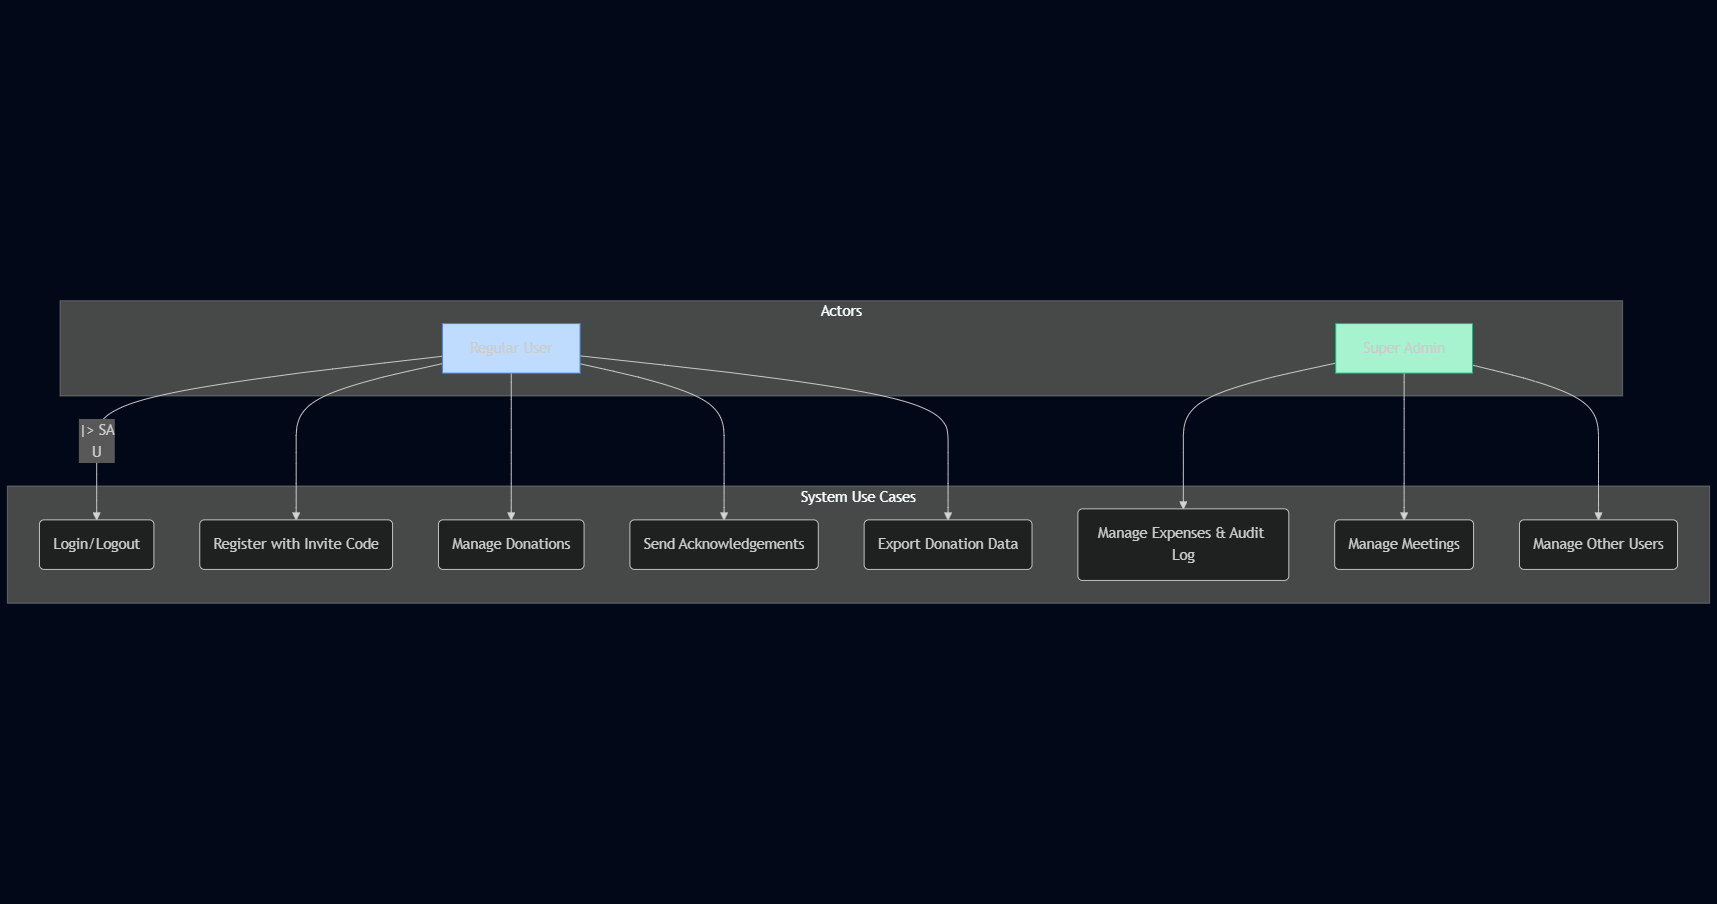 Actors
Regular User
Super Admin
|> SA
U
System Use Cases
Login/Logout
Register with Invite Code
Manage Donations
Send Acknowledgements
Export Donation Data
Manage Expenses & Audit
Log
Manage Meetings
Manage Other Users